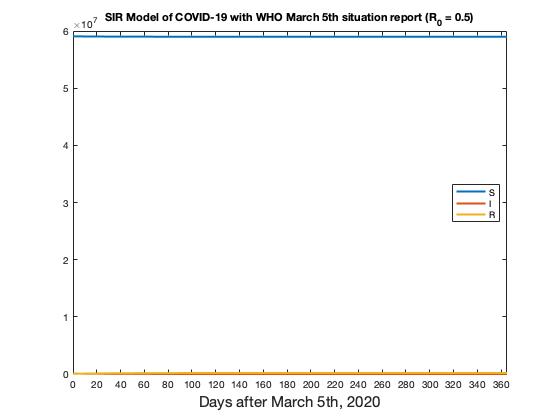 SIR Model of COVID-19 with WHO March 5th situation report (R0 = 0.5)
×10^7
6
5
4
3
2
1
0
S
I
R
0 20 40 60 80 100 120 140 160 180 200 220 240 260 280 300 320 340 360
Days after March 5th, 2020